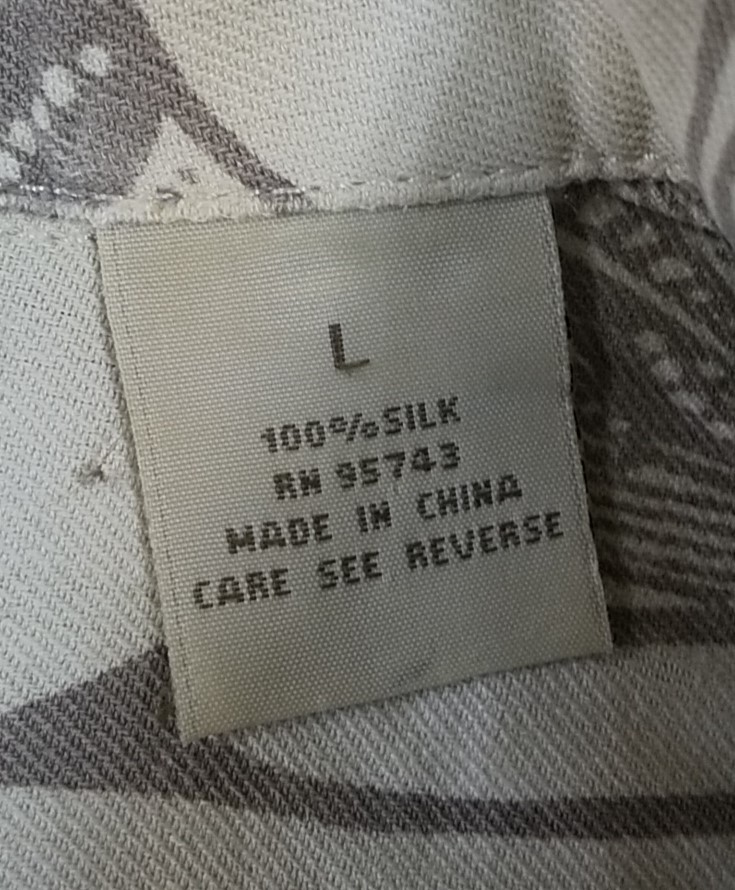 L
100%SILK
RN 95743
MADE IN CHINA
CARE SEE REVERSE